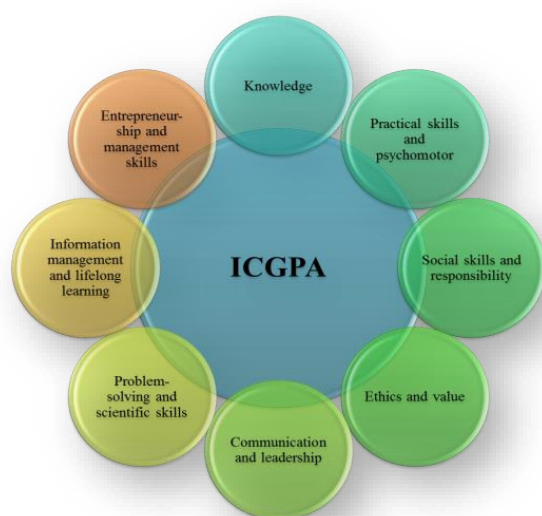 Knowledge
Practical skills
and
psychomotor
Social skills and
responsibility
Ethics and value
Communication
and leadership
Problem-
solving and
scientific skills
Information
management
and lifelong
learning
Entrepreneur-
ship and
management
skills
ICGPA